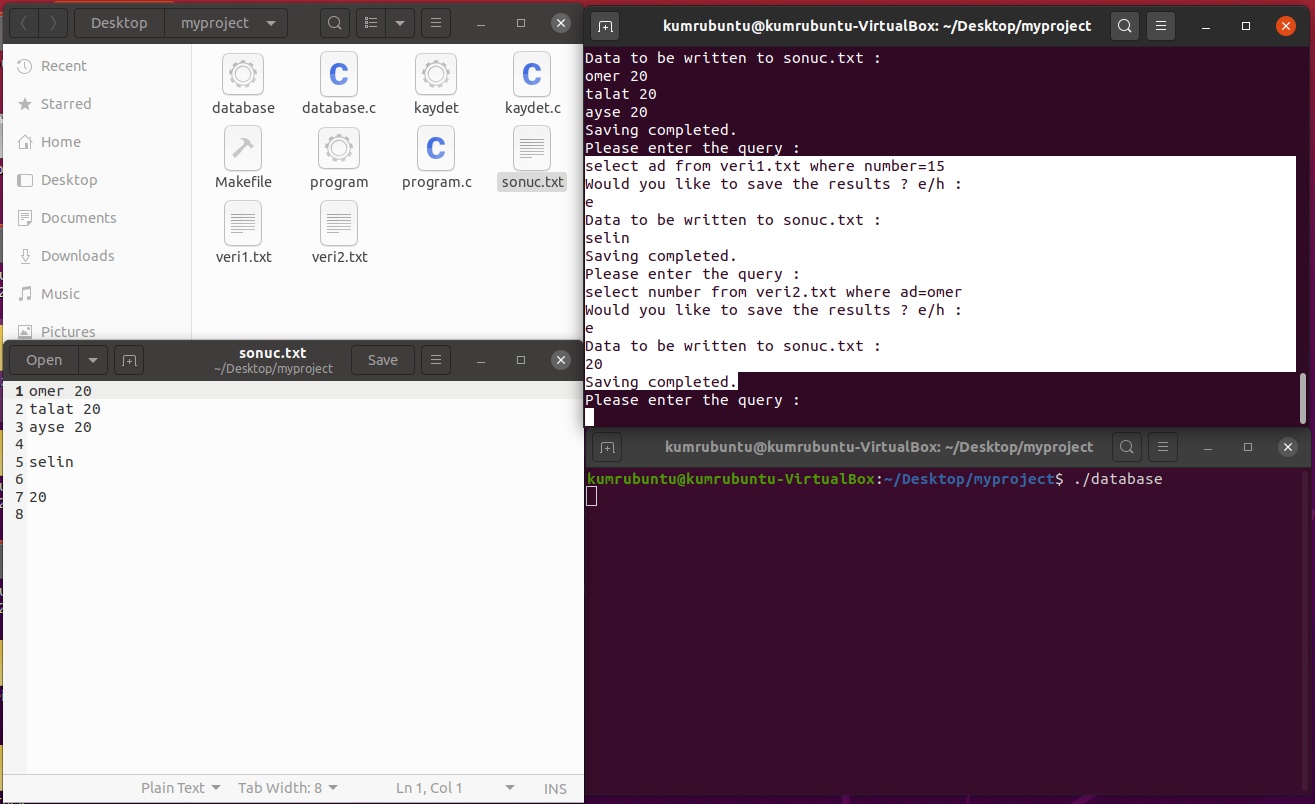 Desktop myproject
Recent
Starred
Home
Desktop
Documents
Downloads
Music
Pictures
database database.c kaydet kaydet.c
Makefile program program.c sonuc.txt
veri1.txt veri2.txt
Open
sonuc.txt
~/Desktop/myproject
Save
1 omer 20
2 talat 20
3 ayse 20
4
5 selin
6
7 20
8
Plain Text Tab Width: 8 Ln 1, Col 1 INS
kumrubuntu@kumrubuntu-VirtualBox: ~/Desktop/myproject
Data to be written to sonuc.txt :
omer 20
talat 20
ayse 20
Saving completed.
Please enter the query :
select ad from veri1.txt where number=15
Would you like to save the results ? e/h :
e
Data to be written to sonuc.txt :
selin
Saving completed.
Please enter the query :
select number from veri2.txt where ad=omer
Would you like to save the results ? e/h :
e
Data to be written to sonuc.txt :
20
Saving completed.
Please enter the query :
kumrubuntu@kumrubuntu-VirtualBox: ~/Desktop/myproject
kumrubuntu@kumrubuntu-VirtualBox:~/Desktop/myproject$ ./database